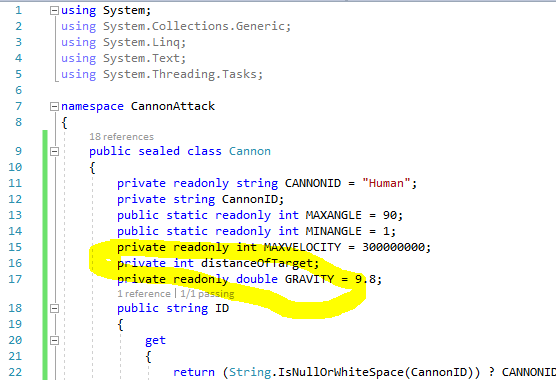 1 using System;
2 using System.Collections.Generic;
3 using System.Linq;
4 using System.Text;
5 using System.Threading.Tasks;
6
7 namespace CannonAttack
8 {
18 references
9 public sealed class Cannon
10 {
11 private readonly string CANNONID = "Human";
12 private string CannonID;
13 public static readonly int MAXANGLE = 90;
14 public static readonly int MINANGLE = 1;
15 private readonly int MAXVELOCITY = 300000000;
16 private int distanceOfTarget;
17 private readonly double GRAVITY = 9.8;
1 reference | 1/1 passing
18 public string ID
19 {
20 get
21 {
22 return (String.IsNullOrWhiteSpace(CannonID)) ? CANNONID